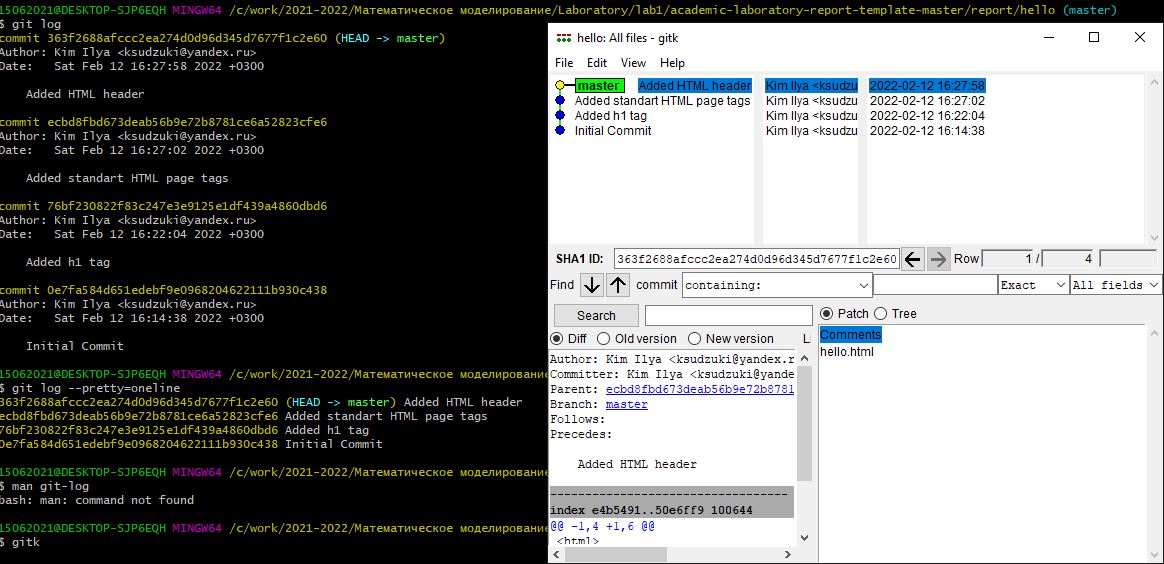 15062021@DESKTOP-SJP6EQH MINGW64 /c/work/2021-2022/Математическое моделирование/Laboratory/lab1/academic-laboratory-report-template-master/report/hello (master)
$ git log
commit 363f2688afccc2ea274d0d96d345d7677f1c2e60 (HEAD -> master)
Author: Kim Ilya <ksudzuki@yandex.ru>
Date:   Sat Feb 12 16:27:58 2022 +0300
Added HTML header
commit ecbd8fbd673deab56b9e72b8781ce6a52823cfe6
Author: Kim Ilya <ksudzuki@yandex.ru>
Date:   Sat Feb 12 16:27:02 2022 +0300
Added standart HTML page tags
commit 76bf230822f83c247e3e9125e1df439a4860dbd6
Author: Kim Ilya <ksudzuki@yandex.ru>
Date:   Sat Feb 12 16:22:04 2022 +0300
Added h1 tag
commit 0e7fa584d651edebf9e0968204622111b930c438
Author: Kim Ilya <ksudzuki@yandex.ru>
Date:   Sat Feb 12 16:14:38 2022 +0300
Initial Commit
15062021@DESKTOP-SJP6EQH MINGW64 /c/work/2021-2022/Математическое моделирование
$ git log --pretty=oneline
363f2688afccc2ea274d0d96d345d7677f1c2e60 (HEAD -> master) Added HTML header
ecbd8fbd673deab56b9e72b8781ce6a52823cfe6 Added standart HTML page tags
76bf230822f83c247e3e9125e1df439a4860dbd6 Added h1 tag
0e7fa584d651edebf9e0968204622111b930c438 Initial Commit
15062021@DESKTOP-SJP6EQH MINGW64 /c/work/2021-2022/Математическое моделирование
$ man git-log
bash: man: command not found
15062021@DESKTOP-SJP6EQH MINGW64 /c/work/2021-2022/Математическое моделирование
$ gitk
hello: All files - gitk
File Edit View Help
master Added HTML header Kim Ilya <ksudzu 2022-02-12 16:27:58
Added standart HTML page tags Kim Ilya <ksudzu 2022-02-12 16:27:02
Added h1 tag Kim Ilya <ksudzu 2022-02-12 16:22:04
Initial Commit Kim Ilya <ksudzu 2022-02-12 16:14:38
SHA1 ID: 363f2688afccc2ea274d0d96d345d7677f1c2e60 Row 1 / 4
Find commit containing: Exact All fields
Search
Diff Old version New version Li
Author: Kim Ilya <ksudzuki@yandex.r
Committer: Kim Ilya <ksudzuki@yande
Parent: ecbd8fbd673deab56b9e72b8781
Branch: master
Follows:
Precedes:
Added HTML header
index e4b5491..50e6ff9 100644
@@ -1,4 +1,6 @@
<html>
Patch Tree
Comments
hello.html